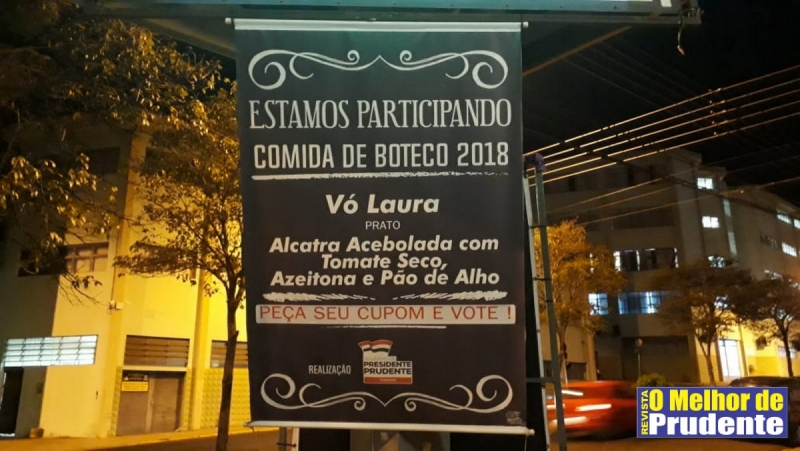 ESTAMOS PARTICIPANDO
COMIDA DE BOTECO 2018
Vó Laura
PRATO
Alcatra Acebolada com
Tomate Seco,
Azeitona e Pão de Alho
PEÇA SEU CUPOM E VOTE !
REALIZAÇÃO
PRESIDENTE
PRUDENTE
REVISTA
O Melhor de
Prudente